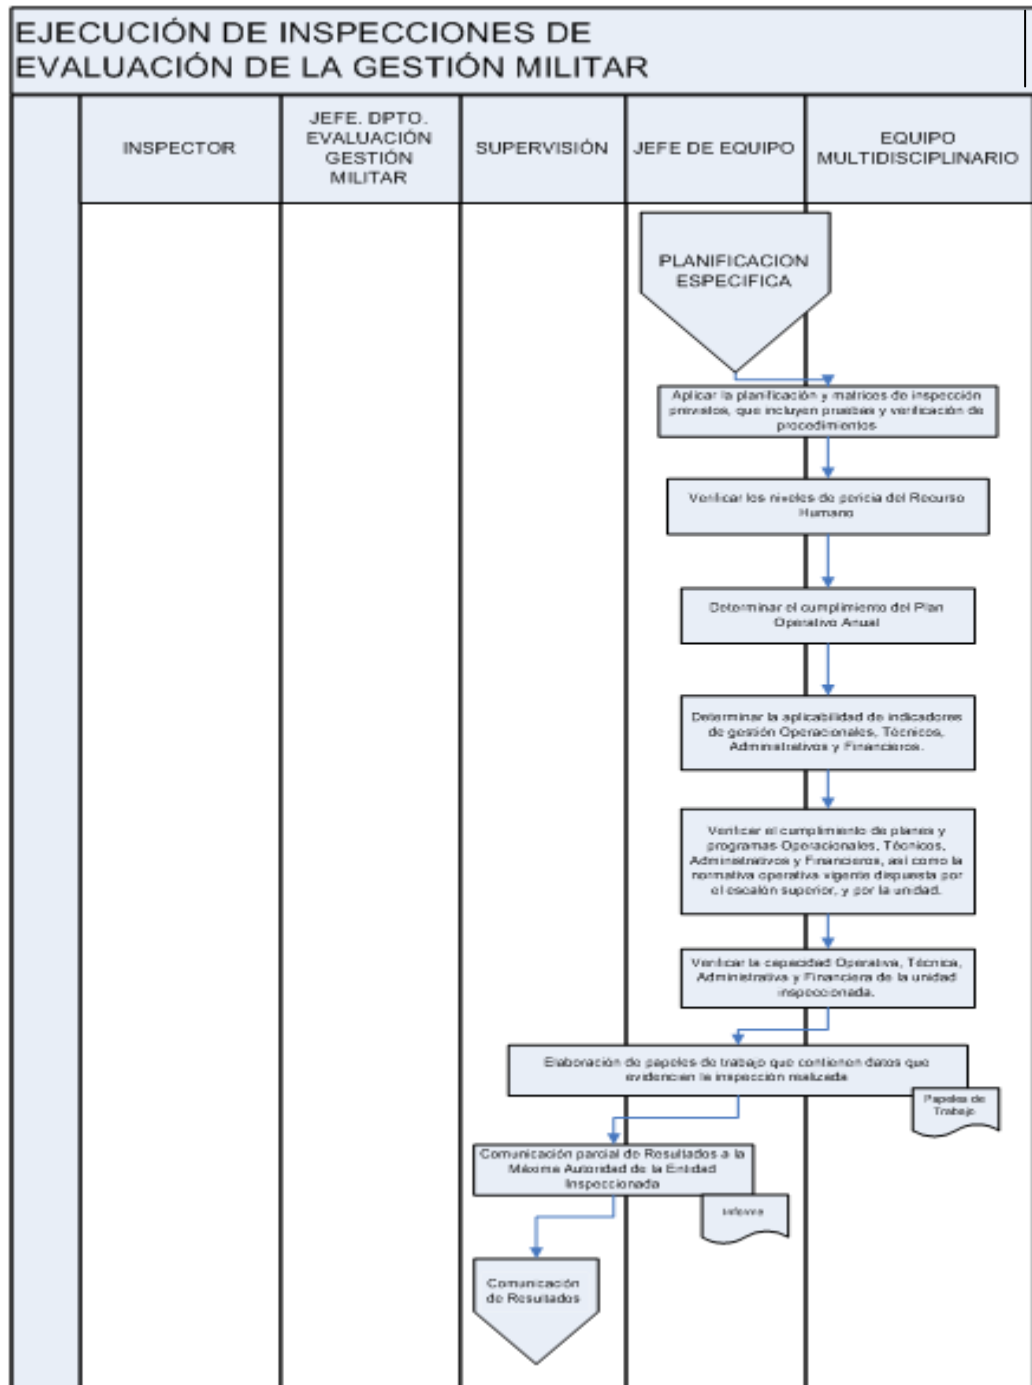 EJECUCIÓN DE INSPECCIONES DE
EVALUACIÓN DE LA GESTIÓN MILITAR
INSPECTOR
JEFE. DPTO.
EVALUACIÓN
GESTIÓN
MILITAR
SUPERVISIÓN
JEFE DE EQUIPO
EQUIPO
MULTIDISCIPLINARIO
PLANIFICACION
ESPECIFICA
Aplicar la planificación y matrices de inspección
previstos, que incluyen pruebas y verificación de
procedimientos
Verificar los niveles de pericia del Recurso
Humano
Determinar el cumplimiento del Plan
Operativo Anual
Determinar la aplicabilidad de indicadores
de gestión Operacionales, Técnicos,
Administrativos y Financieros.
Verificar el cumplimiento de planes y
programas Operacionales, Técnicos,
Administrativos y Financieros, así como la
normativa operativa vigente dispuesta por
el escalón superior, y por la unidad.
Verificar la capacidad Operativa, Técnica,
Administrativa y Financiera de la unidad
inspeccionada.
Elaboración de papeles de trabajo que contienen datos que
evidencien la inspección realizada
Papeles de
Trabajo
Comunicación parcial de Resultados a la
Máxima Autoridad de la Entidad
Inspeccionada
Informe
Comunicación
de Resultados